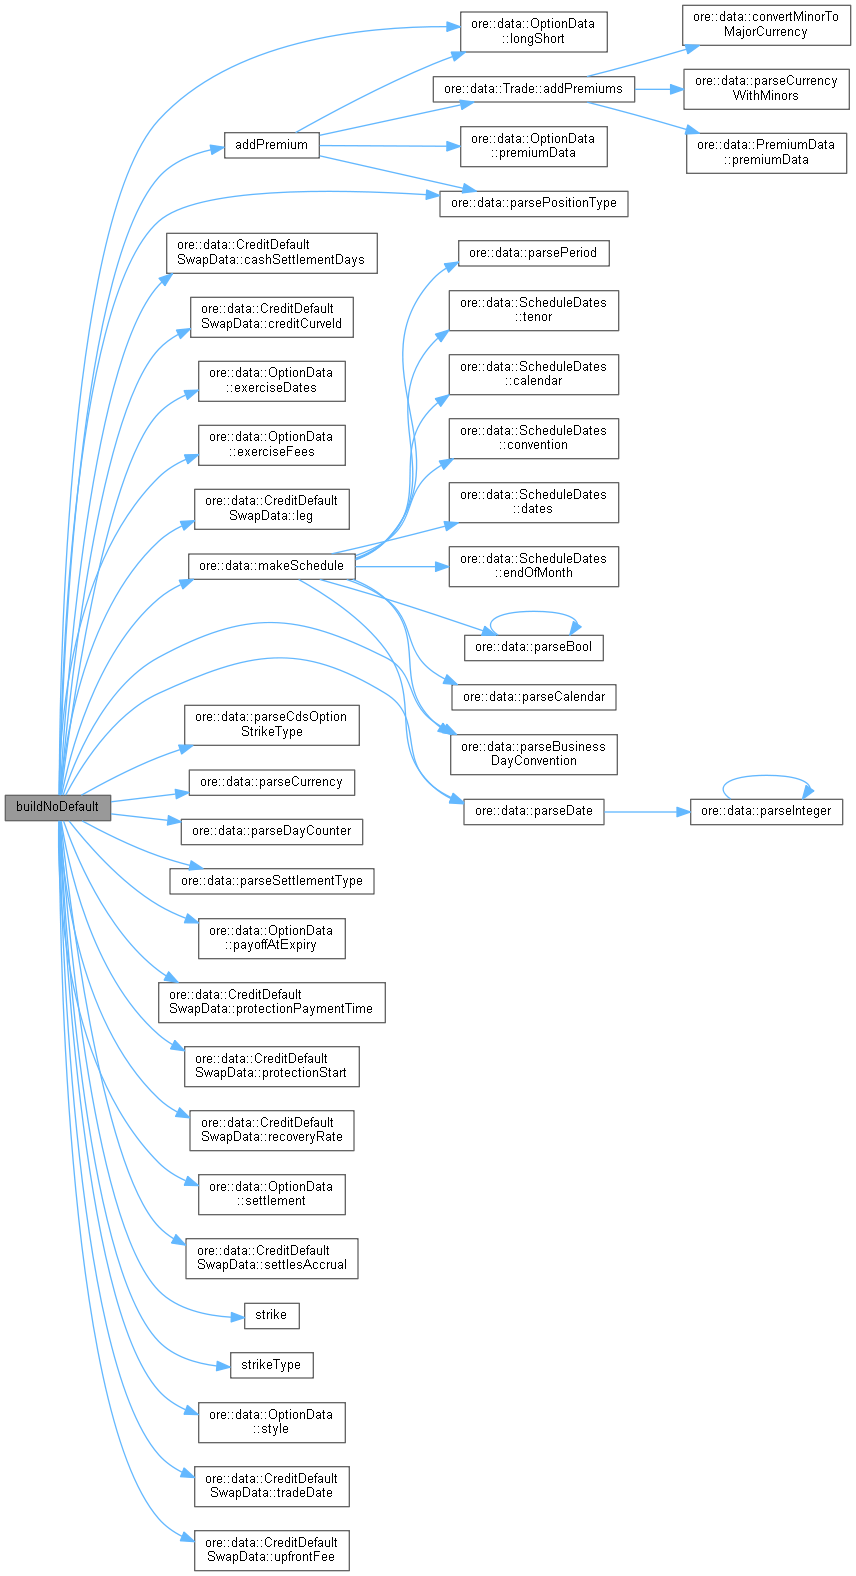 ore::data::OptionData
::longShort
ore::data::convertMinorTo
MajorCurrency
ore::data::Trade::addPremiums
ore::data::parseCurrency
WithMinors
addPremium
ore::data::OptionData
::premiumData
ore::data::PremiumData
::premiumData
ore::data::parsePositionType
ore::data::CreditDefault
SwapData::cashSettlementDays
ore::data::parsePeriod
ore::data::CreditDefault
SwapData::creditCurveId
ore::data::ScheduleDates
::tenor
ore::data::OptionData
::exerciseDates
ore::data::ScheduleDates
::calendar
ore::data::OptionData
::exerciseFees
ore::data::ScheduleDates
::convention
ore::data::CreditDefault
SwapData::leg
ore::data::ScheduleDates
::dates
ore::data::makeSchedule
ore::data::ScheduleDates
::endOfMonth
ore::data::parseBool
ore::data::parseCalendar
ore::data::parseCdsOption
StrikeType
ore::data::parseBusiness
DayConvention
ore::data::parseCurrency
buildNoDefault
ore::data::parseDate
ore::data::parseInteger
ore::data::parseDayCounter
ore::data::parseSettlementType
ore::data::OptionData
::payoffAtExpiry
ore::data::CreditDefault
SwapData::protectionPaymentTime
ore::data::CreditDefault
SwapData::protectionStart
ore::data::CreditDefault
SwapData::recoveryRate
ore::data::OptionData
::settlement
ore::data::CreditDefault
SwapData::settlesAccrual
strike
strikeType
ore::data::OptionData
::style
ore::data::CreditDefault
SwapData::tradeDate
ore::data::CreditDefault
SwapData::upfrontFee